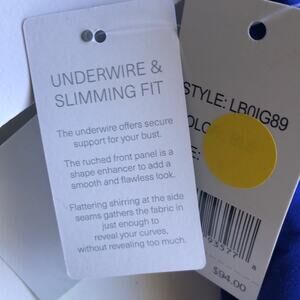 UNDERWIRE &
SLIMMING FIT
The underwire offers secure
support for your bust.
The ruched front panel is a
shape enhancer to add a
smooth and flawless look.
Flattering shirring at the side
seams gathers the fabric in
just enough to
reveal your curves,
without revealing too much.
STYLE: LB0IG89
$94.00